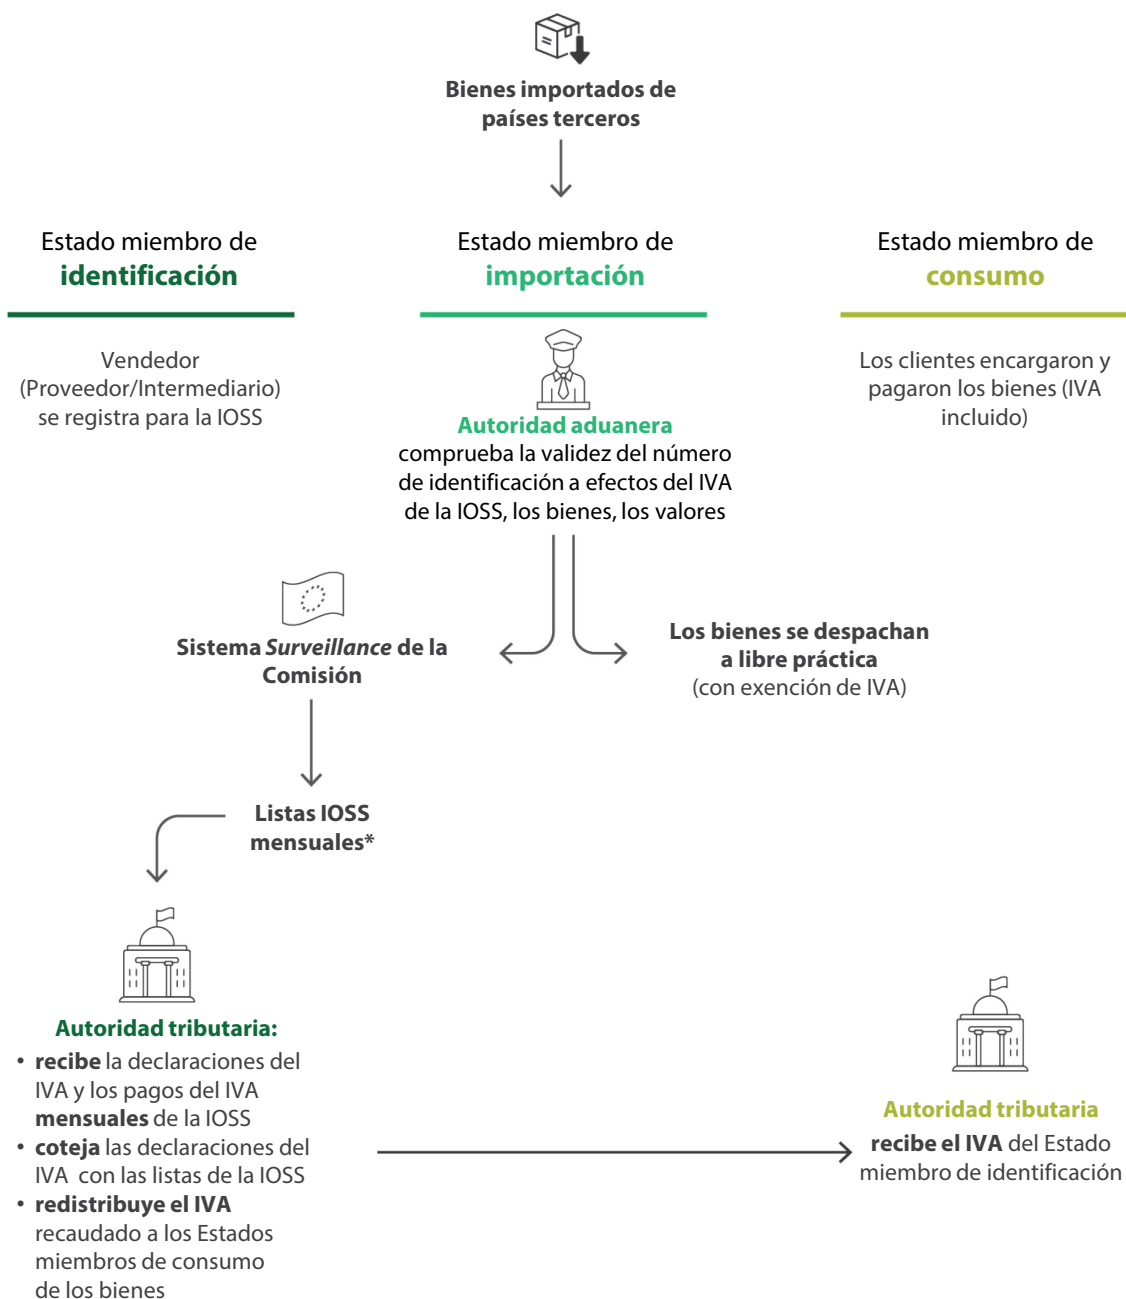 Bienes importados de
países terceros
Estado miembro de
identificación
Vendedor
(Proveedor/Intermediario)
se registra para la IOSS
Estado miembro de
importación
Autoridad aduanera
comprueba la validez del número
de identificación a efectos del IVA
de la IOSS, los bienes, los valores
Estado miembro de
consumo
Los clientes encargaron y
pagaron los bienes (IVA
incluido)
Sistema Surveillance de la
Comisión
Los bienes se despachan
a libre práctica
(con exención de IVA)
Listas IOSS
mensuales*
Autoridad tributaria:
• recibe la declaraciones del
IVA y los pagos del IVA
mensuales de la IOSS
• coteja las declaraciones del
IVA con las listas de la IOSS
• redistribuye el IVA
recaudado a los Estados
miembros de consumo
de los bienes
Autoridad tributaria
recibe el IVA del Estado
miembro de identificación